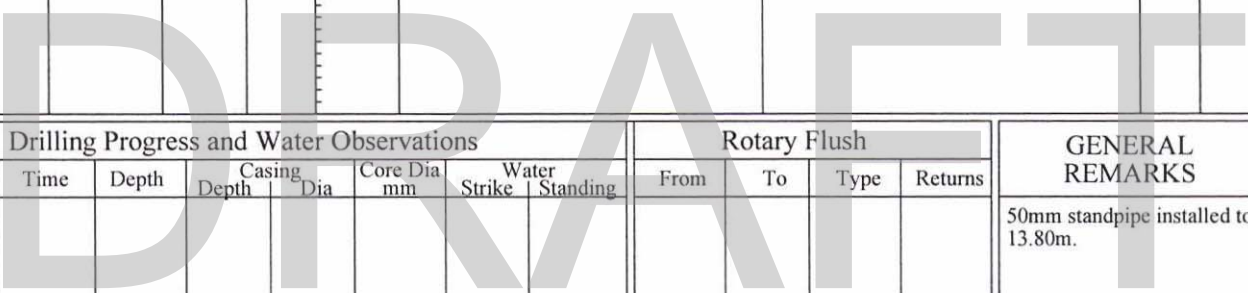 DRAFT
Drilling Progress and Water Observations
Time Depth Casing Depth Dia Core Dia mm Water Strike Standing
Rotary Flush
From To Type Returns
GENERAL
REMARKS
50mm standpipe installed to
13.80m.